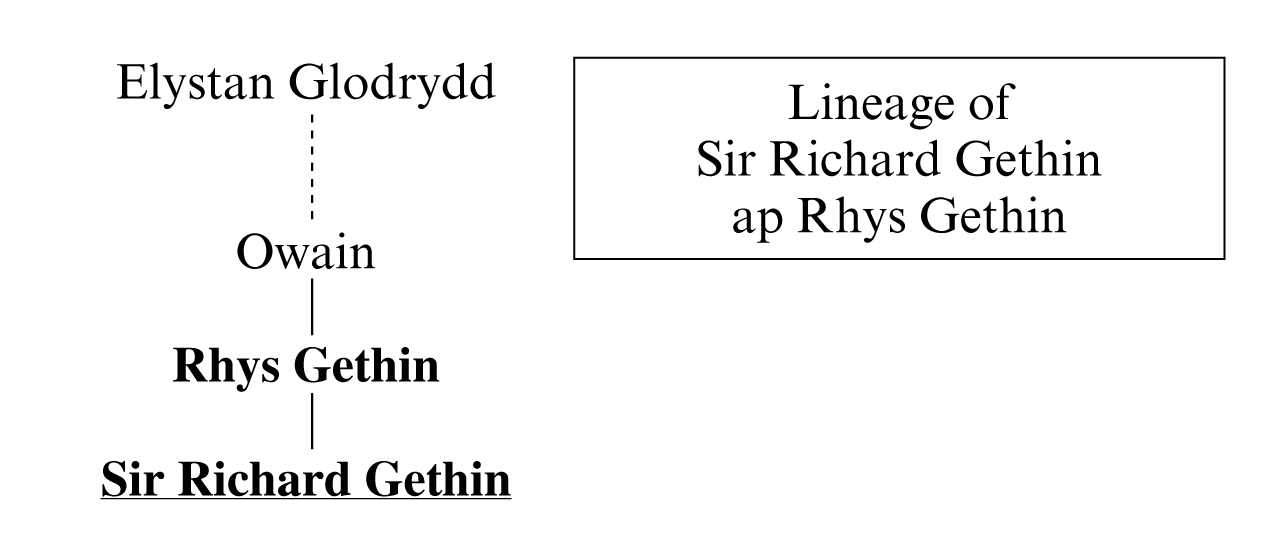 Elystan Glodrydd
Lineage of
Sir Richard Gethin
ap Rhys Gethin
Owain
Rhys Gethin
Sir Richard Gethin